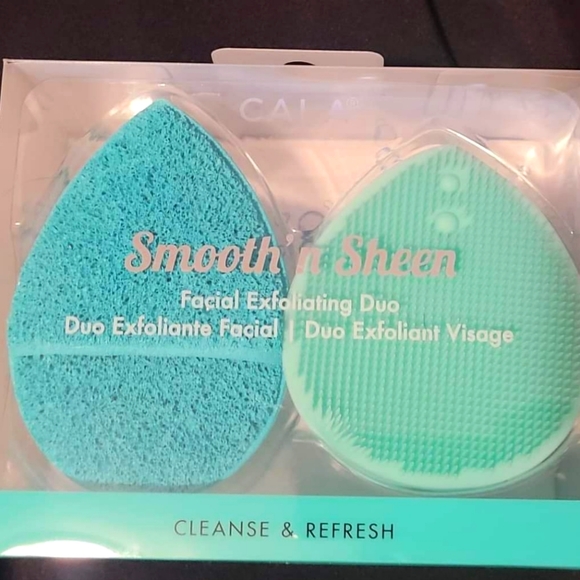 CALA
Smooth'n Sheen
Facial Exfoliating Duo
Duo Exfoliante Facial | Duo Exfoliant Visage
CLEANSE & REFRESH